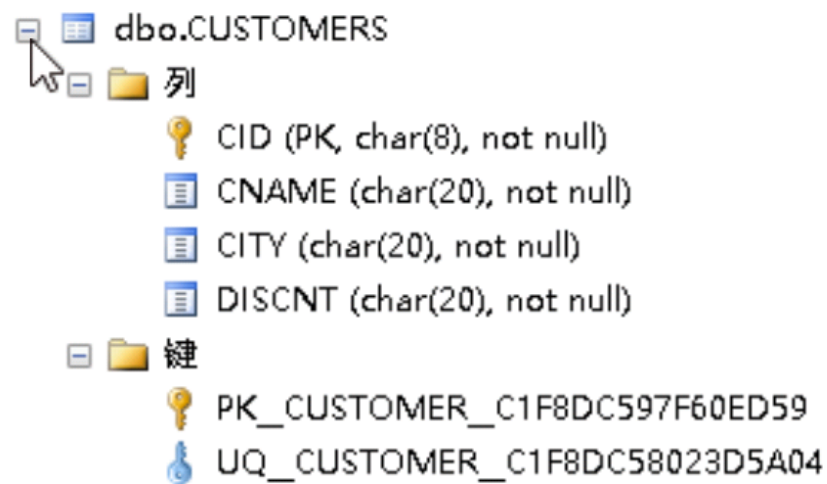 dbo.CUSTOMERS
列
CID (PK, char(8), not null)
CNAME (char(20), not null)
CITY (char(20), not null)
DISCNT (char(20), not null)
键
PK__CUSTOMER__C1F8DC597F60ED59
UQ__CUSTOMER__C1F8DC58023D5A04